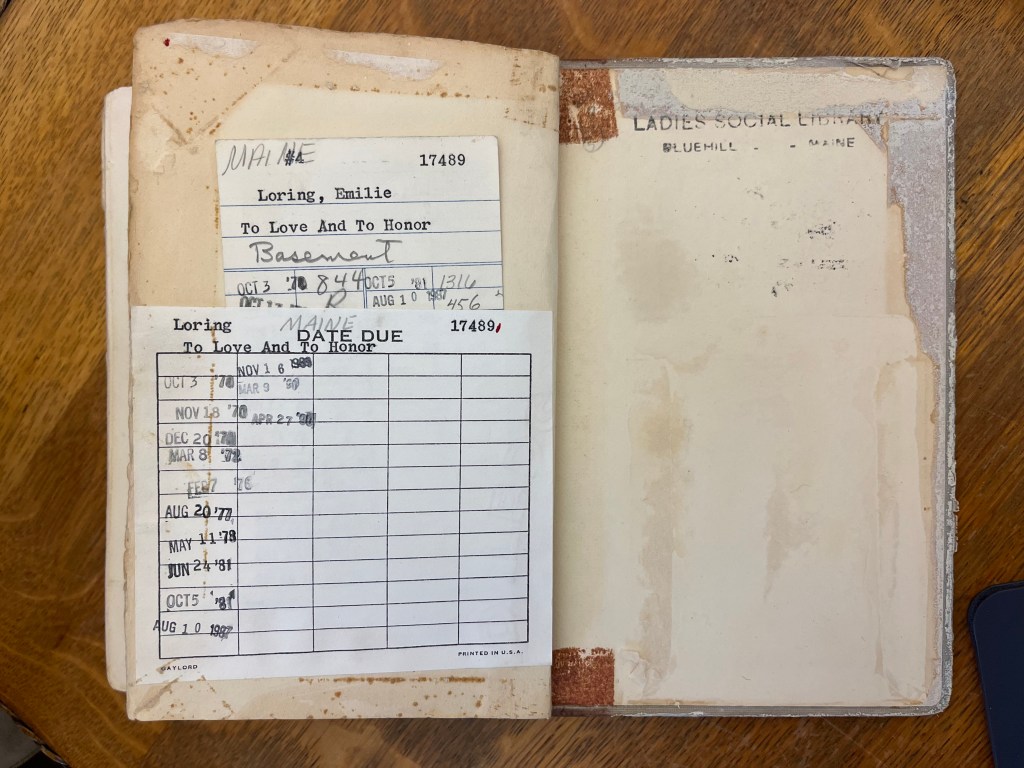 MAINE #4 17489
Loring, Emilie
To Love And To Honor
Basement
OCT 3 '70 844 OCT 5 '81 1316
AUG 10 1987 456
Loring MAINE 17489
DATE DUE
To Love And To Honor
NOV 16 1989
OCT 3 '70 MAR 9 '90
NOV 18 '70 APR 27 '90
DEC 20
MAR 8 '72
FEB 7 '76
AUG 20 '77
MAY 11 '78
JUN 24 '81
OCT 5 '81
AUG 10 1987
GAYLORD PRINTED IN U.S.A.
LADIES SOCIAL LIBRARY
BLUEHILL - - MAINE